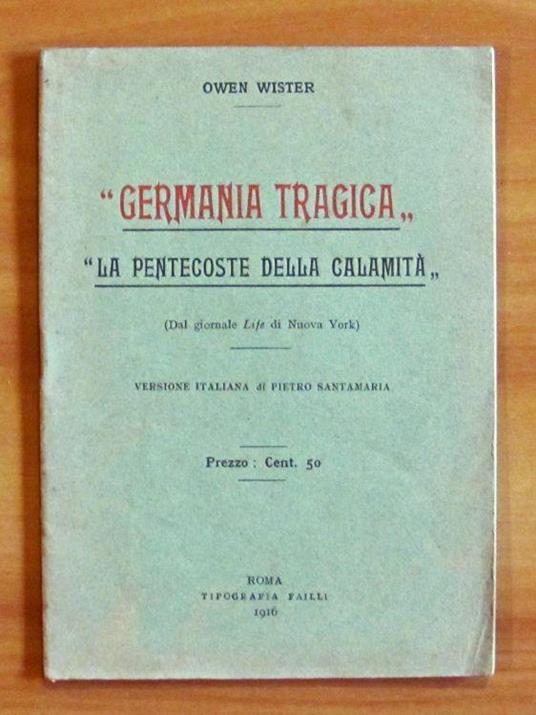 OWEN WISTER
“GERMANIA TRAGICA„
“LA PENTECOSTE DELLA CALAMITÀ„
(Dal giornale Life di Nuova York)
VERSIONE ITALIANA di PIETRO SANTAMARIA
Prezzo : Cent. 50
ROMA
TIPOGRAFIA FAILLI
1916